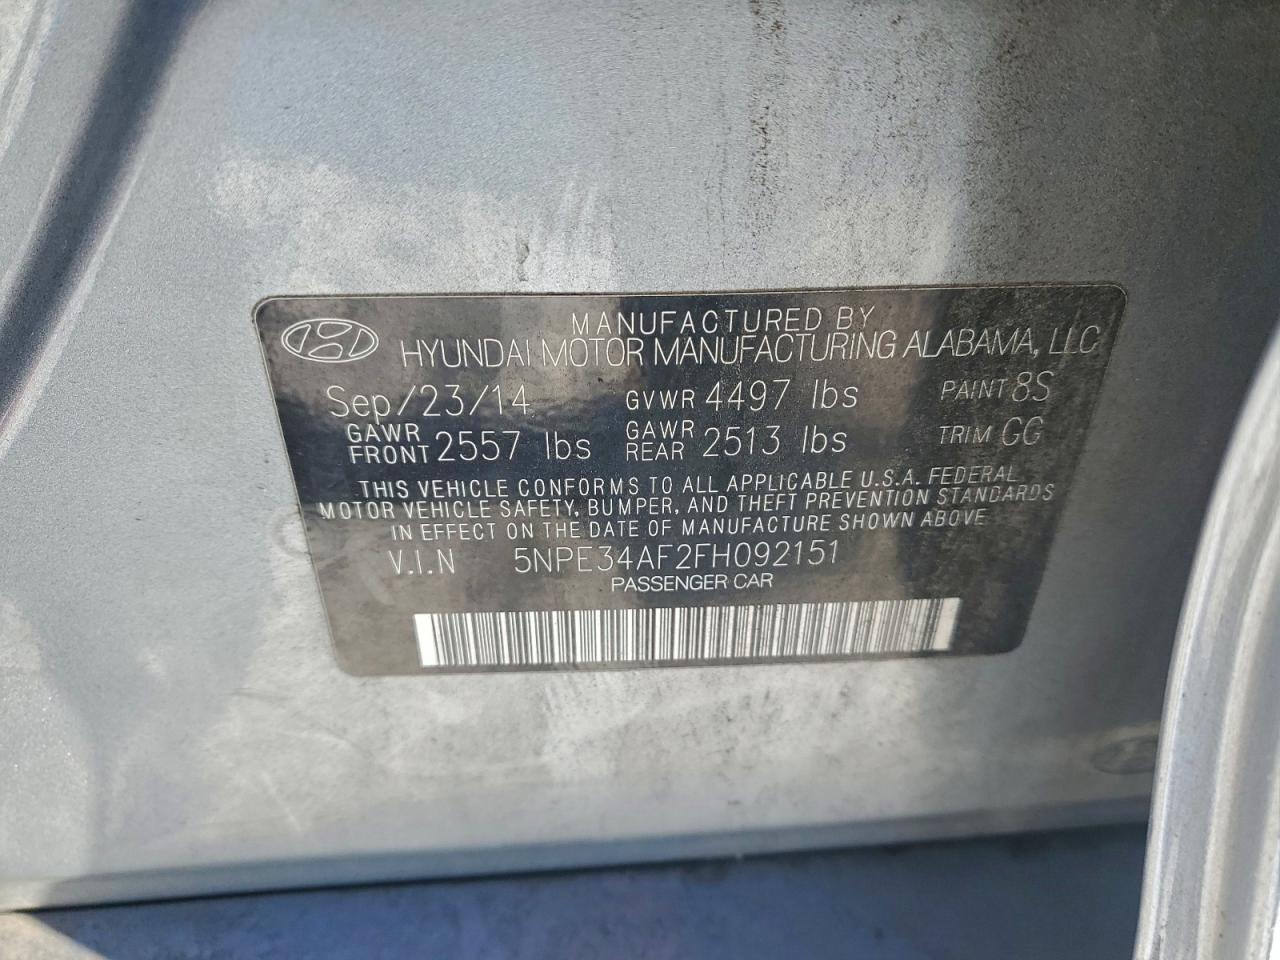 MANUFACTURED BY
HYUNDAI MOTOR MANUFACTURING ALABAMA, LLC
Sep/23/14 GVWR 4497 lbs PAINT 8S
GAWR FRONT 2557 lbs GAWR REAR 2513 lbs TRIM GG
THIS VEHICLE CONFORMS TO ALL APPLICABLE U.S.A. FEDERAL
MOTOR VEHICLE SAFETY, BUMPER, AND THEFT PREVENTION STANDARDS
IN EFFECT ON THE DATE OF MANUFACTURE SHOWN ABOVE
V.I.N 5NPE34AF2FH092151
PASSENGER CAR